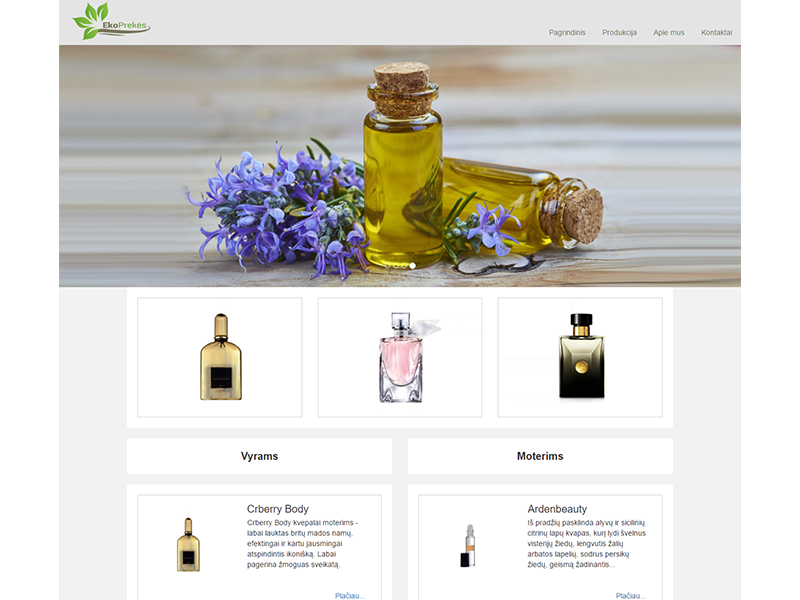 EkoPrekės
Pagrindinis Produkcija Apie mus Kontaktai
Vyrams
Moterims
Crberry Body
Crberry Body kvepalai moterims -
labai lauktas britų mados namų,
efektingai ir kartu jausmingai
atspindintis ikonišką. Labai
pagerina žmoguas sveikatą.
Plačiau...
Ardenbeauty
Iš pradžių pasklinda alyvų ir sicilinių
citrinų lapų kvapas, kurį lydi švelnus
visterijų žiedų, lengvutis žalių
arbatos lapelių, sodrus persikų
žiedų, geismą žadinantis...
Plačiau...